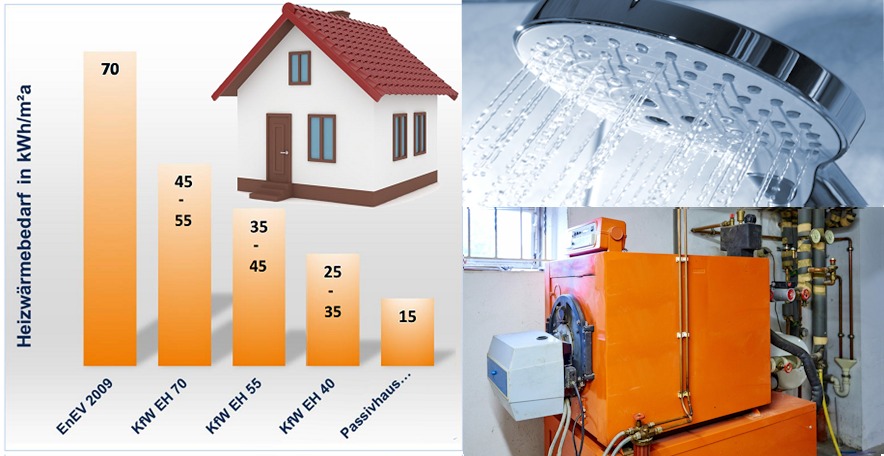 Heizwärmebedarf in kWh/m²a
70
45
-
55
35
-
45
25
-
35
15
EnEV 2009
KfW EH 70
KfW EH 55
KfW EH 40
Passivhaus...